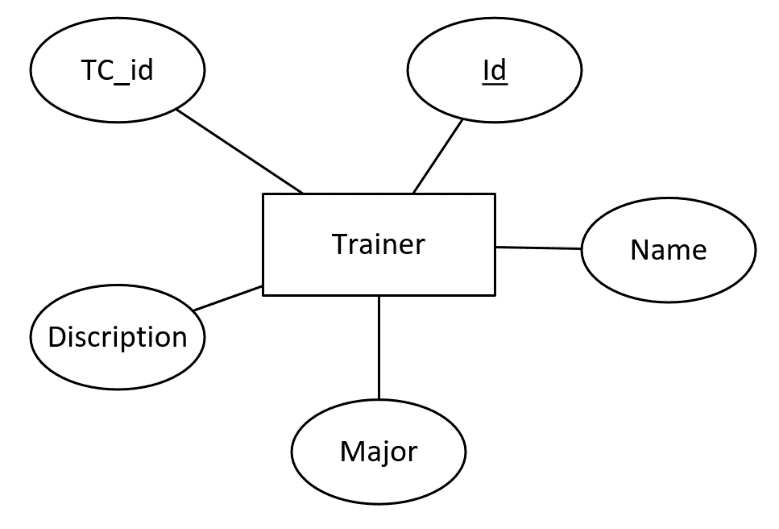 TC_id
Id
Trainer
Name
Discription
Major